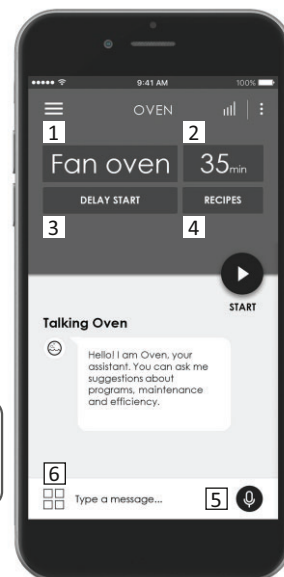 9:41 AM
100%
OVEN
1
2
Fan oven
35min
DELAY START
RECIPES
3
4
START
Talking Oven
Hello! I am Oven, your
assistant. You can ask me
suggestions about
programs, maintenance
and efficiency.
6
Type a message...
5